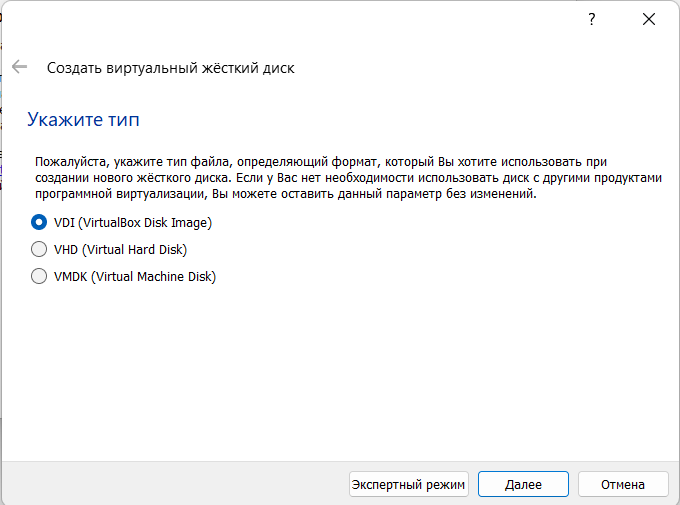 ?
Создать виртуальный жёсткий диск
Укажите тип
Пожалуйста, укажите тип файла, определяющий формат, который Вы хотите использовать при
создании нового жёсткого диска. Если у Вас нет необходимости использовать диск с другими продуктами
программной виртуализации, Вы можете оставить данный параметр без изменений.
VDI (VirtualBox Disk Image)
VHD (Virtual Hard Disk)
VMDK (Virtual Machine Disk)
Экспертный режим Далее Отмена